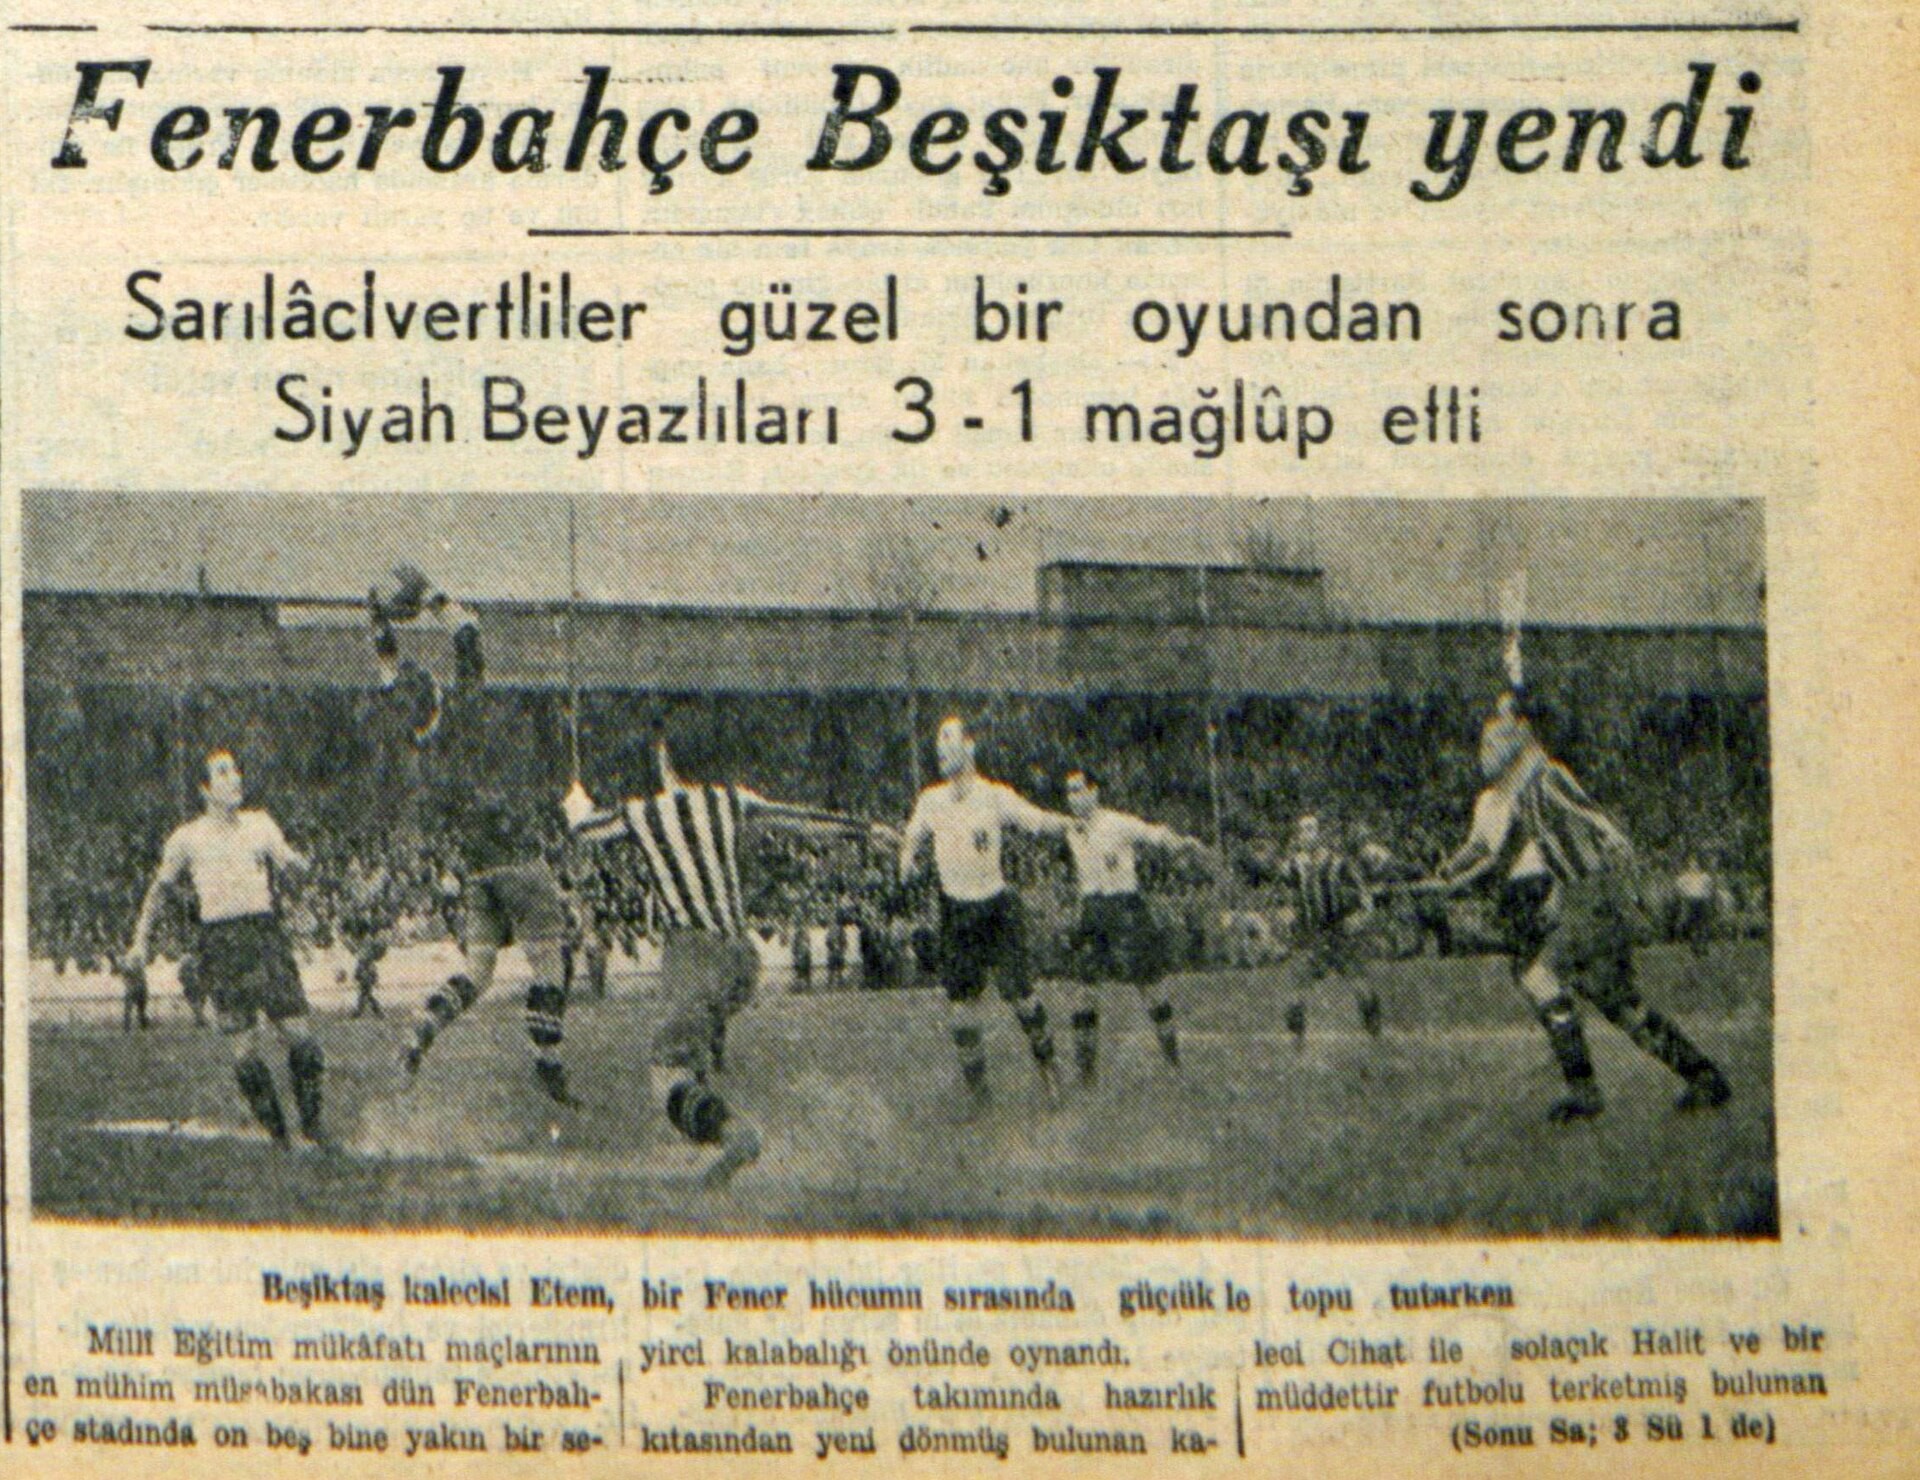 Fenerbahçe Beşiktaşı yendi
Sarılâcivertliler güzel bir oyundan sonra
Siyah Beyazlıları 3 - 1 mağlûp etti
Beşiktaş kalecisi Etem, bir Fener hücumu sırasında güçlük le topu tutarken
Millî Eğitim mükâfatı maçlarının
en mühim müsabakası dün Fenerbah-
çe stadında on beş bine yakın bir se-
yirci kalabalığı önünde oynandı.
Fenerbahçe takımında hazırlık
kıtasından yeni dönmüş bulunan ka-
leci Cihat ile solaçık Halit ve bir
müddettir futbolu terketmiş bulunan
(Sonu Sa; 3 Sü 1 de)